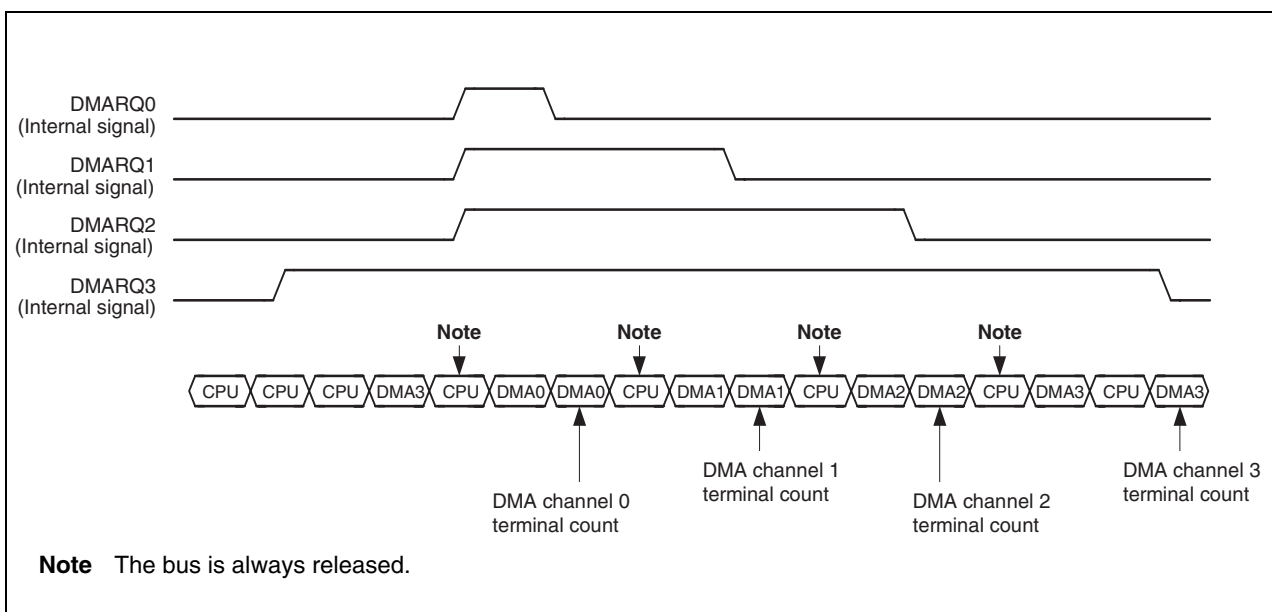 DMARQ0
(Internal signal)
DMARQ1
(Internal signal)
DMARQ2
(Internal signal)
DMARQ3
(Internal signal)
Note Note Note Note
CPU CPU CPU DMA3 CPU DMA0 DMA0 CPU DMA1 DMA1 CPU DMA2 DMA2 CPU DMA3 CPU DMA3
DMA channel 0
terminal count
DMA channel 1
terminal count
DMA channel 2
terminal count
DMA channel 3
terminal count
Note The bus is always released.